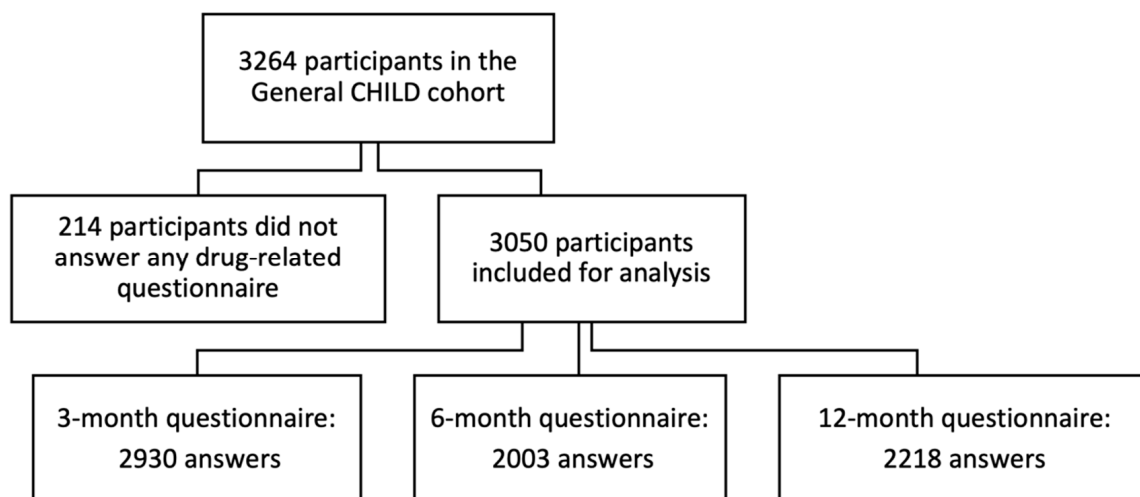 3264 participants in the
General CHILD cohort
214 participants did not
answer any drug-related
questionnaire
3050 participants
included for analysis
3-month questionnaire:
2930 answers
6-month questionnaire:
2003 answers
12-month questionnaire:
2218 answers